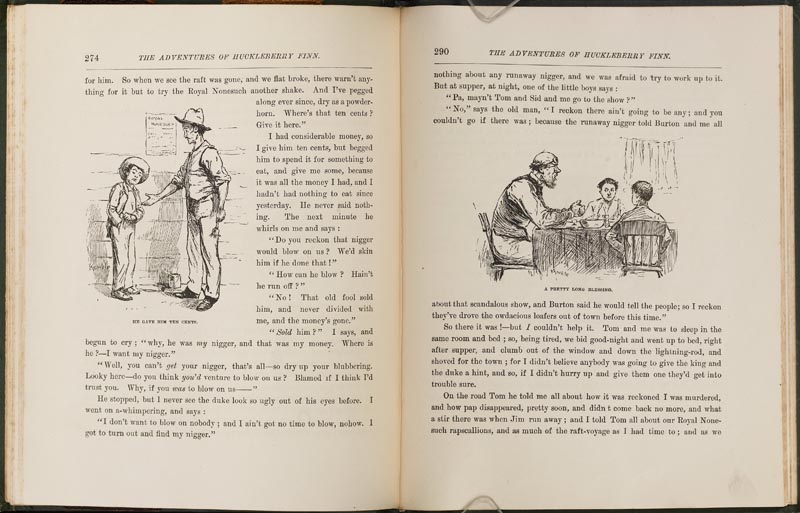 274
THE ADVENTURES OF HUCKLEBERRY FINN.
for him. So when we see the raft was gone, and we flat broke, there warn't any-
thing for it but to try the Royal Nonesuch another shake. And I've pegged
along ever since, dry as a powder-
horn. Where's that ten cents?
Give it here."
I had considerable money, so
I give him ten cents, but begged
him to spend it for something to
eat, and give me some, because
it was all the money I had, and I
hadn't had nothing to eat since
yesterday. He never said noth-
ing. The next minute he
whirls on me and says:
"Do you reckon that nigger
would blow on us? We'd skin
him if he done that!"
"How can he blow? Hain't
he run off?"
"No! That old fool sold
him, and never divided with
me, and the money's gone."
"Sold him?" I says, and
HE GAVE HIM TEN CENTS.
begun to cry; "why, he was my nigger, and that was my money. Where is
he?—I want my nigger."
"Well, you can't get your nigger, that's all—so dry up your blubbering.
Looky here—do you think you'd venture to blow on us? Blamed if I think I'd
trust you. Why, if you was to blow on us——"
He stopped, but I never see the duke look so ugly out of his eyes before. I
went on a-whimpering, and says:
"I don't want to blow on nobody; and I ain't got no time to blow, nohow. I
got to turn out and find my nigger."
290
THE ADVENTURES OF HUCKLEBERRY FINN.
nothing about any runaway nigger, and we was afraid to try to work up to it.
But at supper, at night, one of the little boys says:
"Pa, mayn't Tom and Sid and me go to the show?"
"No," says the old man, "I reckon there ain't going to be any; and you
couldn't go if there was; because the runaway nigger told Burton and me all
A PRETTY LONG BLESSING.
about that scandalous show, and Burton said he would tell the people; so I reckon
they've drove the owdacious loafers out of town before this time."
So there it was!—but I couldn't help it. Tom and me was to sleep in the
same room and bed; so, being tired, we bid good-night and went up to bed, right
after supper, and clumb out of the window and down the lightning-rod, and
shoved for the town; for I didn't believe anybody was going to give the king and
the duke a hint, and so, if I didn't hurry up and give them one they'd get into
trouble sure.
On the road Tom he told me all about how it was reckoned I was murdered,
and how pap disappeared, pretty soon, and didn t come back no more, and what
a stir there was when Jim run away; and I told Tom all about our Royal None-
such rapscallions, and as much of the raft-voyage as I had time to; and as we